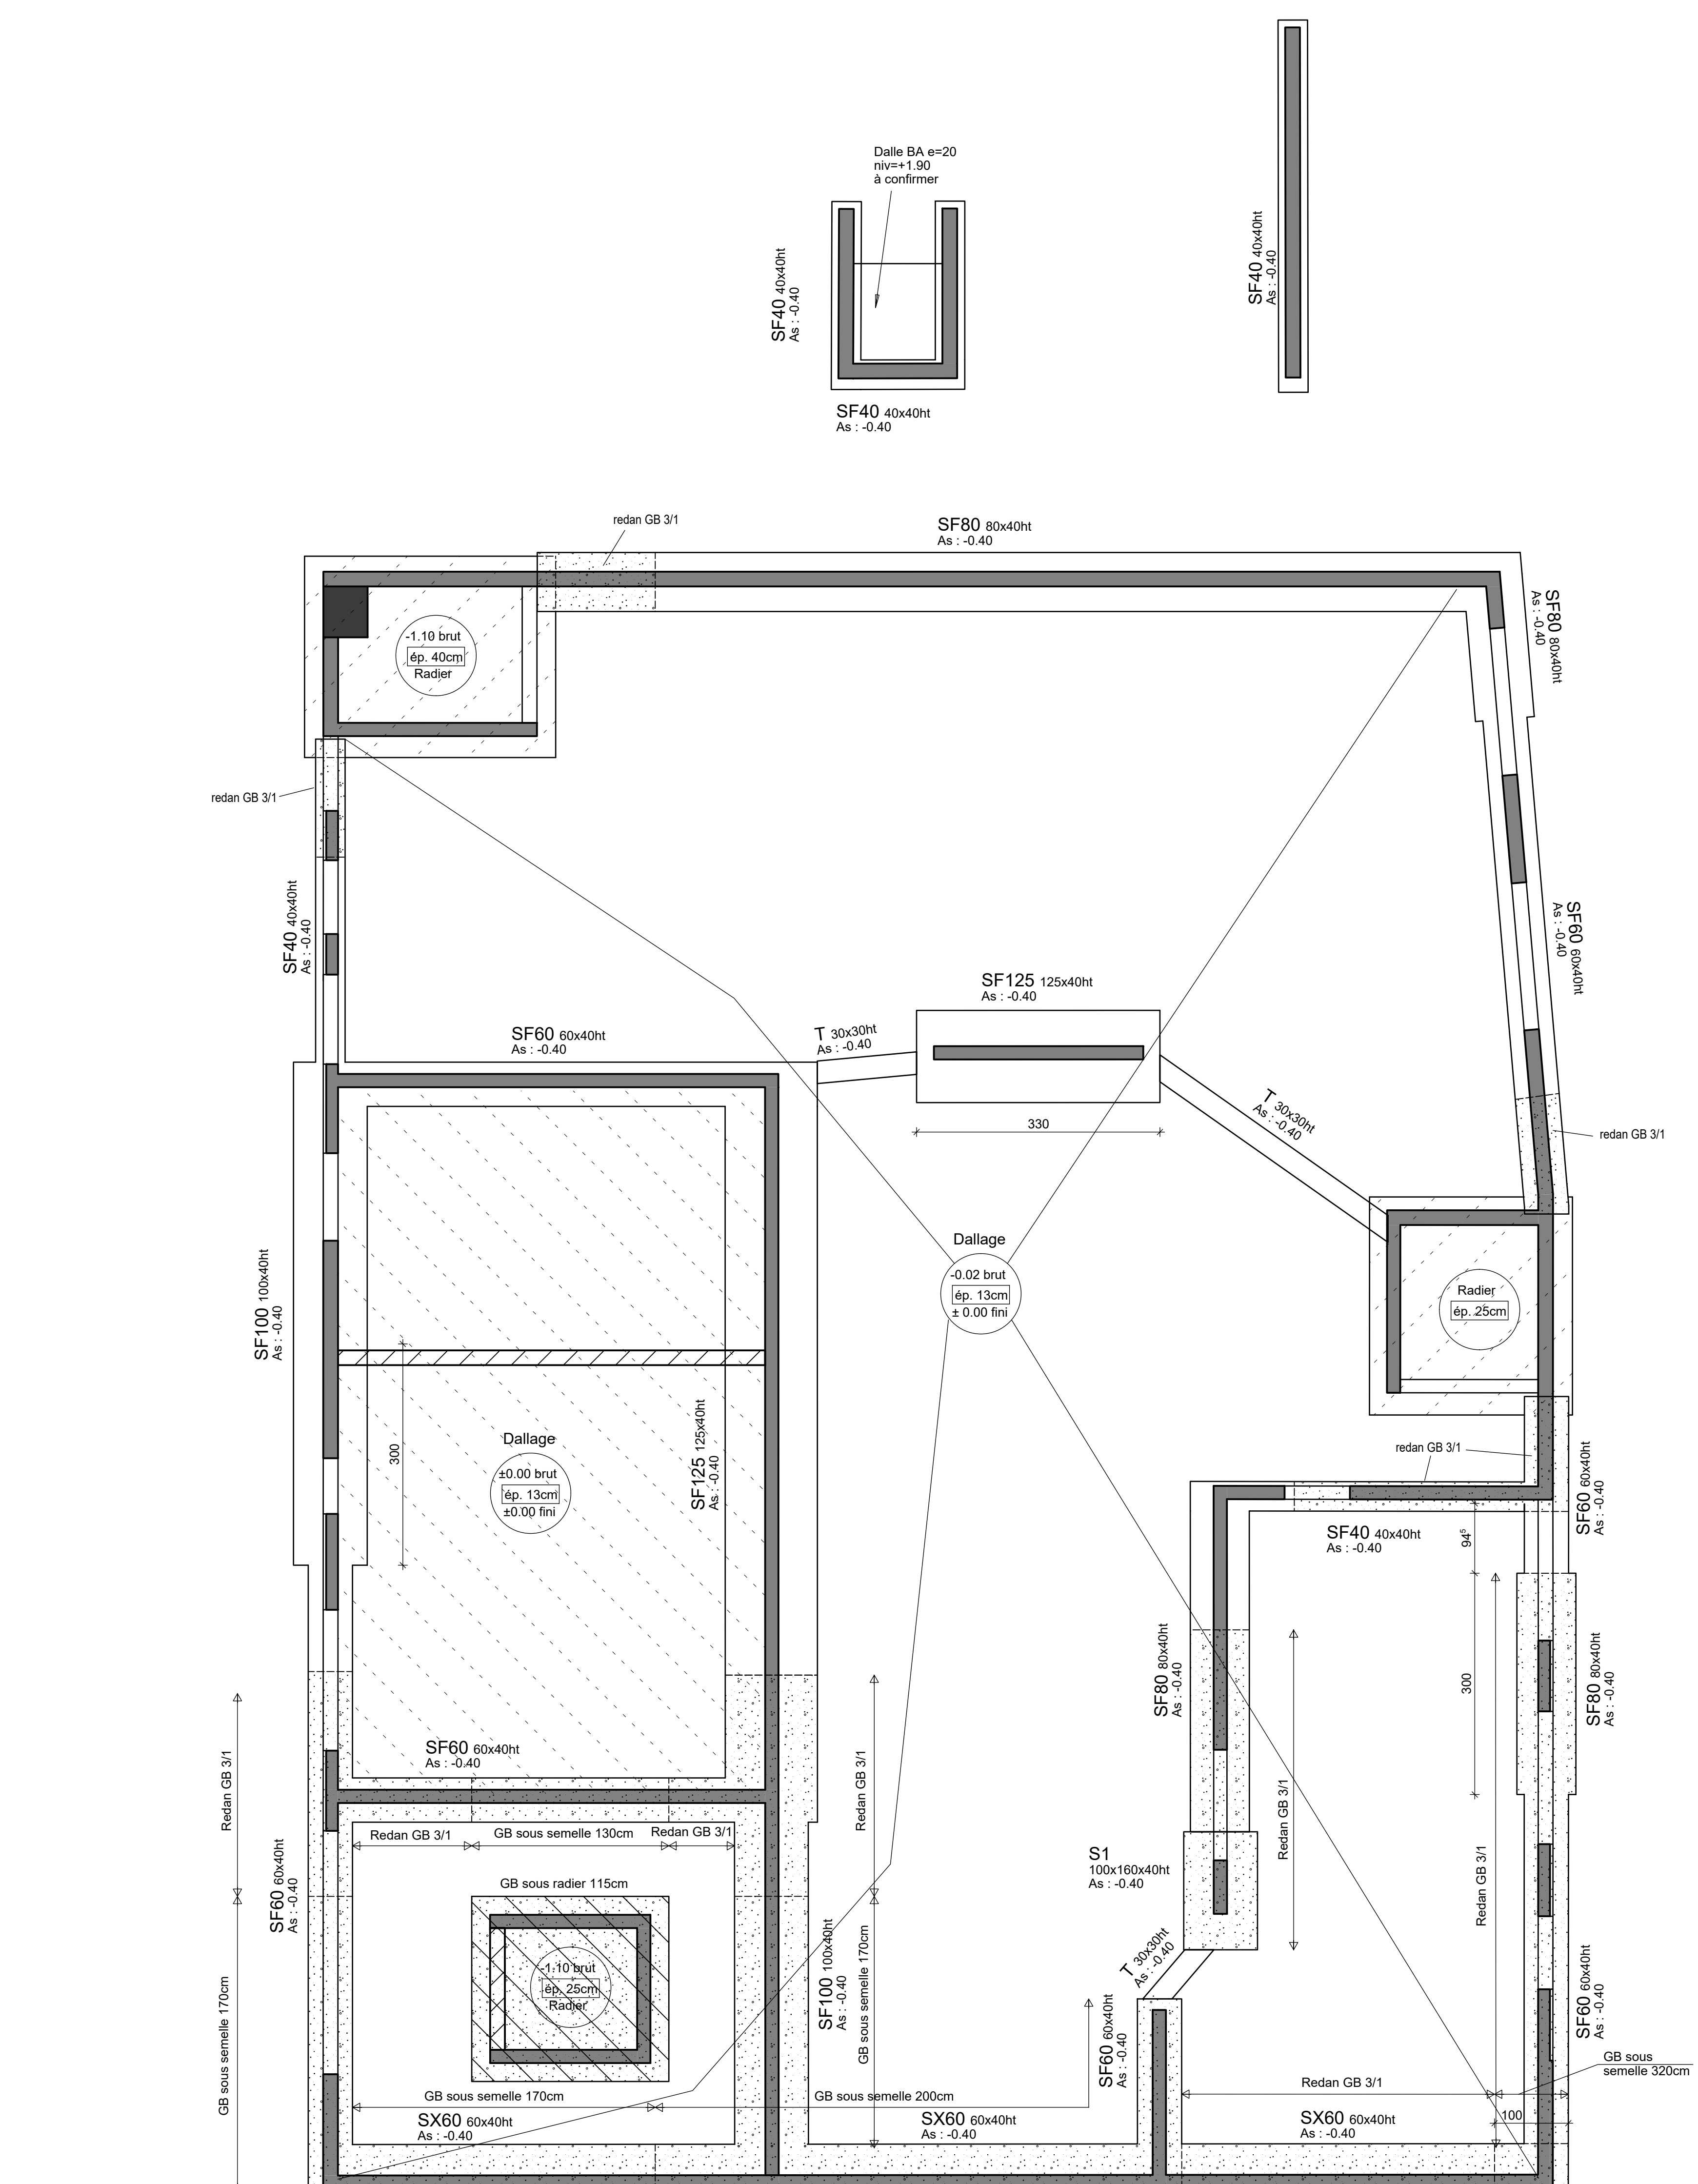 Dalle BA e=20
niv=+1.90
à confirmer
SF40 40x40ht
As : -0.40
SF40 40x40ht
As : -0.40
SF40 40x40ht
As : -0.40
redan GB 3/1
SF80 80x40ht
As : -0.40
SF80 80x40ht
As : -0.40
-1.10 brut
ép. 40cm
Radier
redan GB 3/1
SF40 40x40ht
As : -0.40
SF60 60x40ht
As : -0.40
SF125 125x40ht
As : -0.40
SF60 60x40ht
As : -0.40
T 30x30ht
As : -0.40
330
T 30x30ht
As : -0.40
redan GB 3/1
Dallage
-0.02 brut
ép. 13cm
± 0.00 fini
Radier
ép. 25cm
SF100 100x40ht
As : -0.40
300
Dallage
±0.00 brut
ép. 13cm
±0.00 fini
SF125 125x40ht
As : -0.40
redan GB 3/1
SF60 60x40ht
As : -0.40
SF40 40x40ht
As : -0.40
94⁵
300
SF80 80x40ht
As : -0.40
SF80 80x40ht
As : -0.40
SF60 60x40ht
As : -0.40
Redan GB 3/1
Redan GB 3/1
Redan GB 3/1
Redan GB 3/1
Redan GB 3/1
GB sous semelle 130cm
Redan GB 3/1
S1
100x160x40ht
As : -0.40
SF60 60x40ht
As : -0.40
GB sous radier 115cm
-1.10 brut
ép. 25cm
Radier
SF100 100x40ht
As : -0.40
GB sous semelle 170cm
GB sous semelle 170cm
T 30x30ht
As : -0.40
SF60 60x40ht
As : -0.40
SF60 60x40ht
As : -0.40
GB sous
semelle 320cm
GB sous semelle 170cm
GB sous semelle 200cm
Redan GB 3/1
100
SX60 60x40ht
As : -0.40
SX60 60x40ht
As : -0.40
SX60 60x40ht
As : -0.40